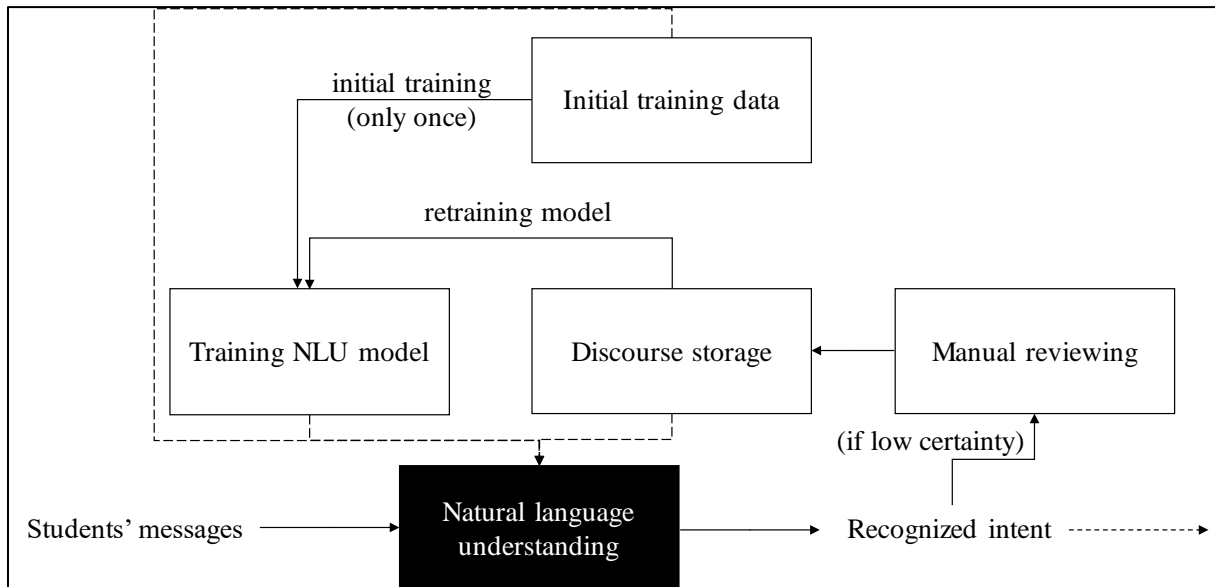 initial training
(only once)
Initial training data
retraining model
Training NLU model
Discourse storage
Manual reviewing
(if low certainty)
Students’ messages
Natural language
understanding
Recognized intent